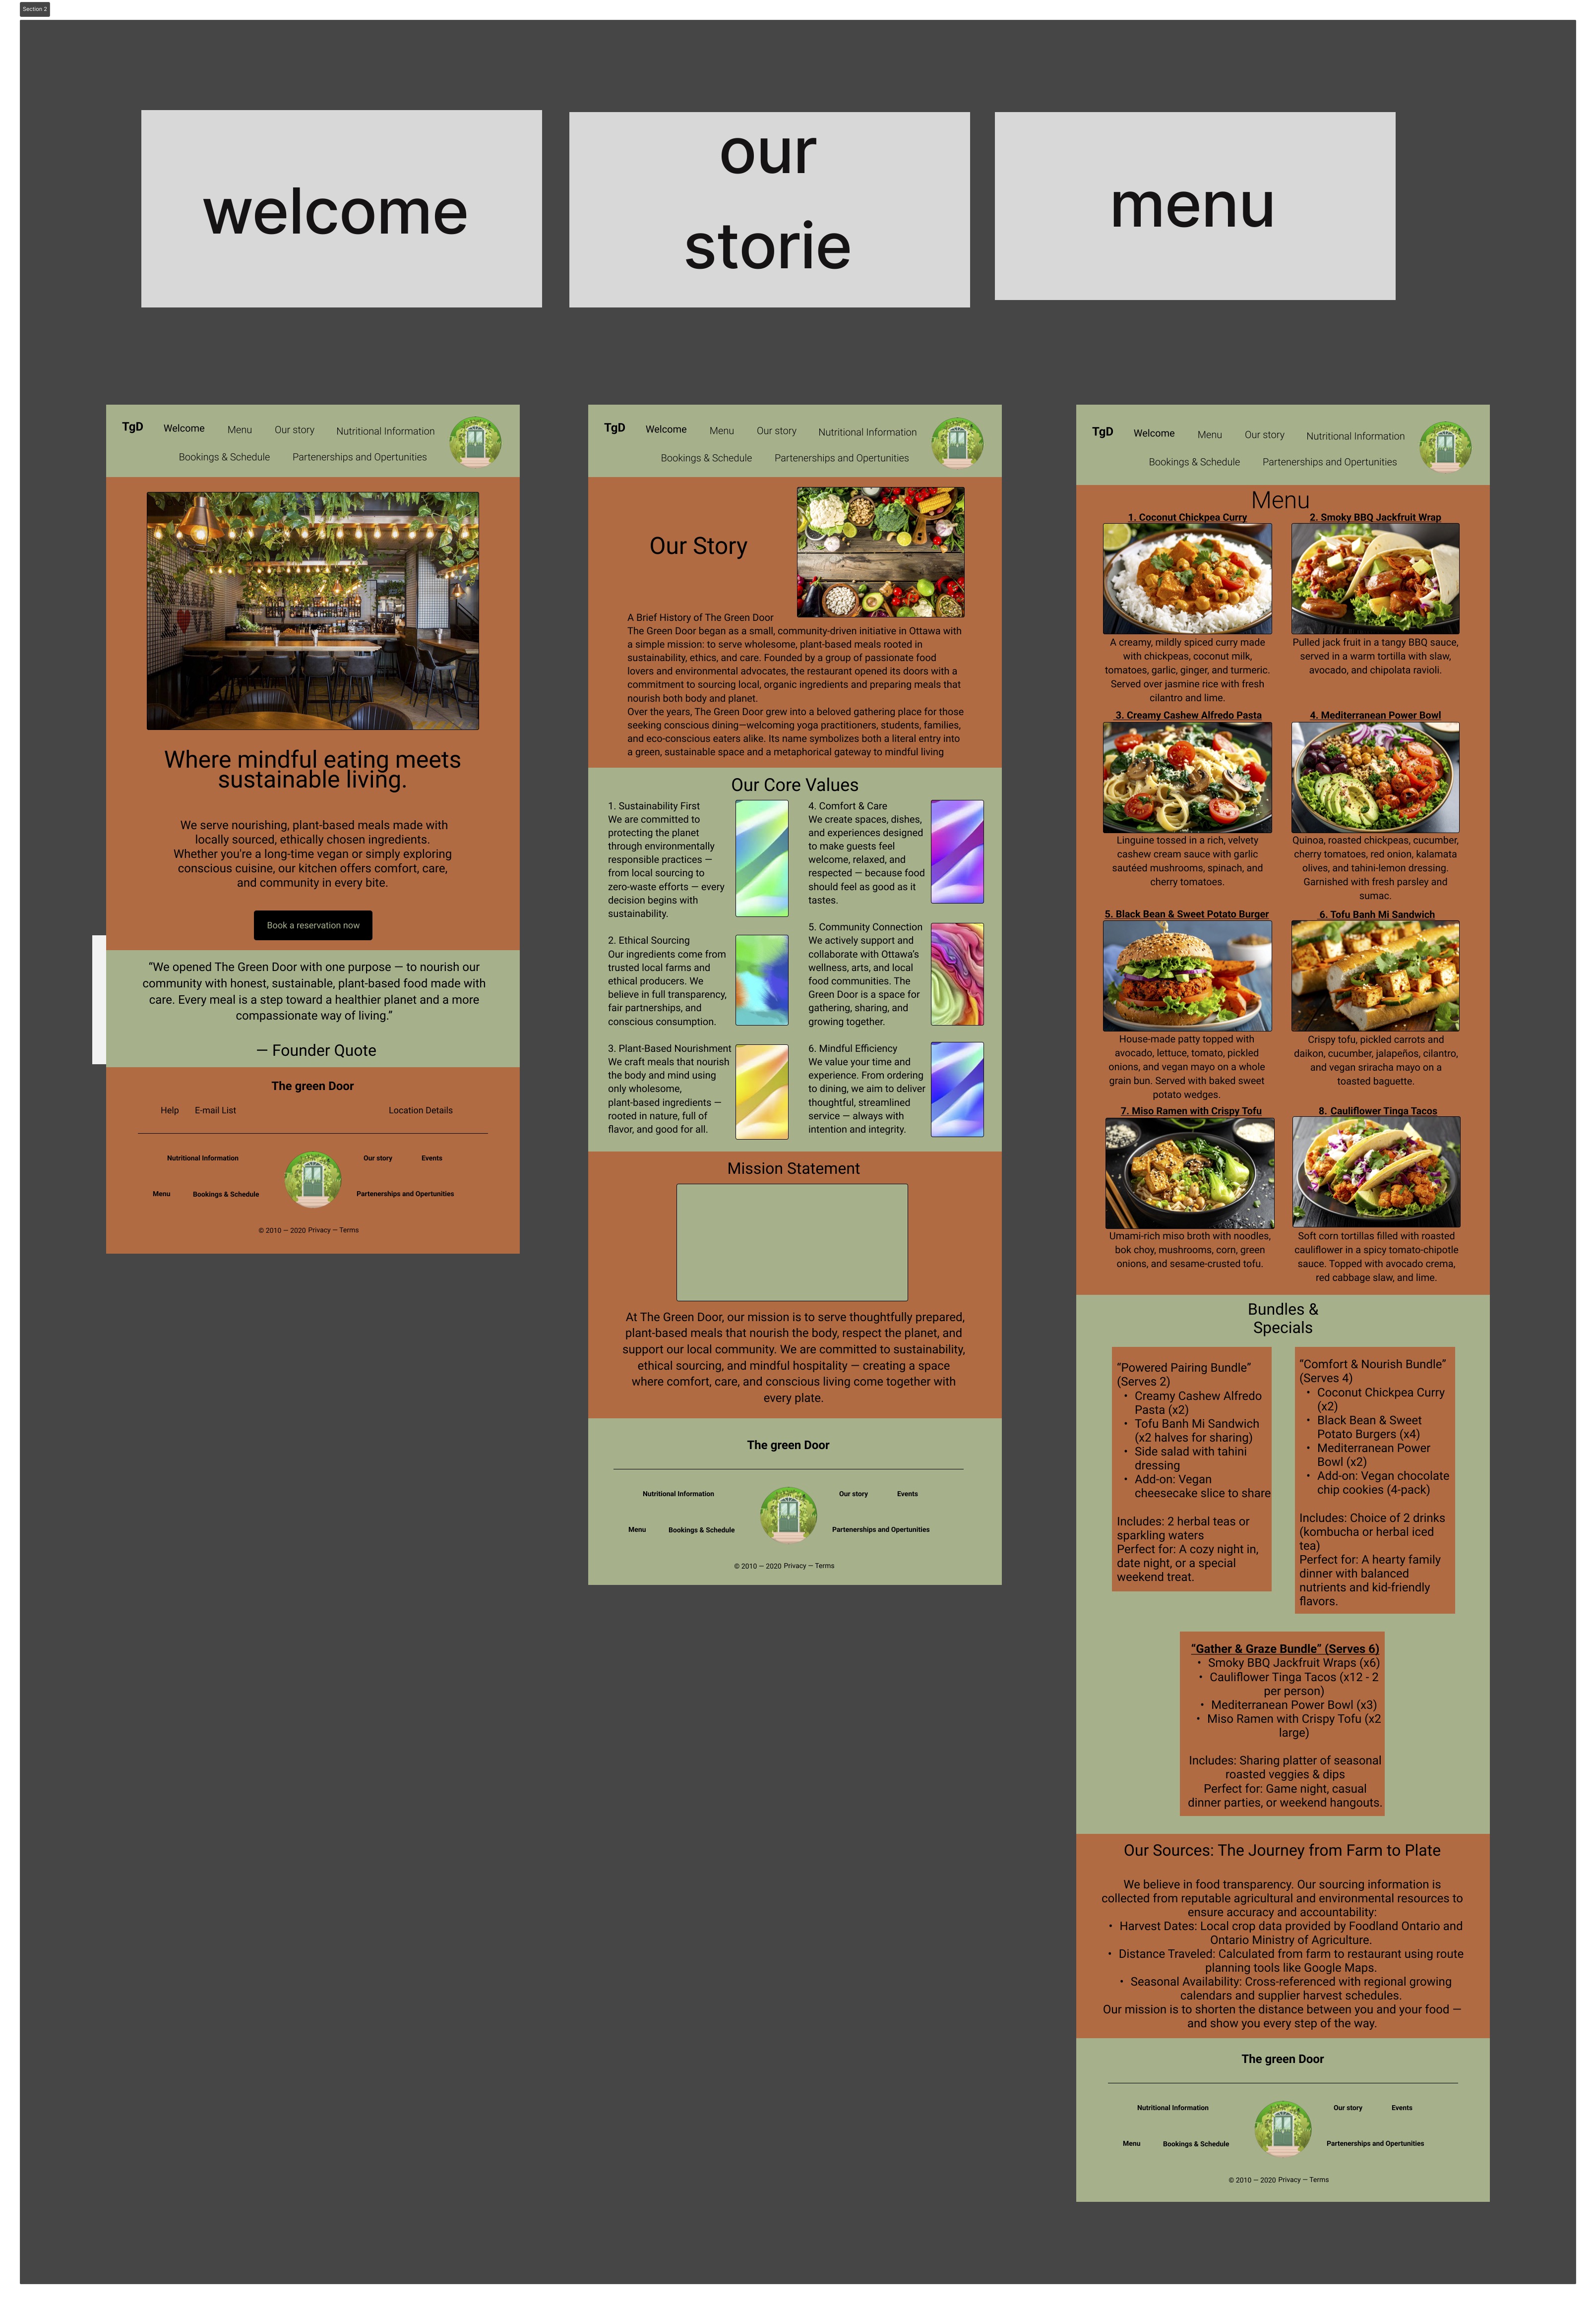 Section 2
welcome
our
storie
menu
TgD
Welcome
Menu
Our story
Nutritional Information
Bookings & Schedule
Partenerships and Opertunities
Where mindful eating meets
sustainable living.
We serve nourishing, plant-based meals made with
locally sourced, ethically chosen ingredients.
Whether you're a long-time vegan or simply exploring
conscious cuisine, our kitchen offers comfort, care,
and community in every bite.
Book a reservation now
“We opened The Green Door with one purpose — to nourish our
community with honest, sustainable, plant-based food made with
care. Every meal is a step toward a healthier planet and a more
compassionate way of living.”
— Founder Quote
The green Door
Help
E-mail List
Location Details
Nutritional Information
Our story
Events
Menu
Bookings & Schedule
Partenerships and Opertunities
© 2010 — 2020
Privacy — Terms
TgD
Welcome
Menu
Our story
Nutritional Information
Bookings & Schedule
Partenerships and Opertunities
Our Story
A Brief History of The Green Door
The Green Door began as a small, community-driven initiative in Ottawa with
a simple mission: to serve wholesome, plant-based meals rooted in
sustainability, ethics, and care. Founded by a group of passionate food
lovers and environmental advocates, the restaurant opened its doors with a
commitment to sourcing local, organic ingredients and preparing meals that
nourish both body and planet.
Over the years, The Green Door grew into a beloved gathering place for those
seeking conscious dining—welcoming yoga practitioners, students, families,
and eco-conscious eaters alike. Its name symbolizes both a literal entry into
a green, sustainable space and a metaphorical gateway to mindful living
Our Core Values
1. Sustainability First
We are committed to
protecting the planet
through environmentally
responsible practices —
from local sourcing to
zero-waste efforts — every
decision begins with
sustainability.
2. Ethical Sourcing
Our ingredients come from
trusted local farms and
ethical producers. We
believe in full transparency,
fair partnerships, and
conscious consumption.
3. Plant-Based Nourishment
We craft meals that nourish
the body and mind using
only wholesome,
plant-based ingredients —
rooted in nature, full of
flavor, and good for all.
4. Comfort & Care
We create spaces, dishes,
and experiences designed
to make guests feel
welcome, relaxed, and
respected — because food
should feel as good as it
tastes.
5. Community Connection
We actively support and
collaborate with Ottawa’s
wellness, arts, and local
food communities. The
Green Door is a space for
gathering, sharing, and
growing together.
6. Mindful Efficiency
We value your time and
experience. From ordering
to dining, we aim to deliver
thoughtful, streamlined
service — always with
intention and integrity.
Mission Statement
At The Green Door, our mission is to serve thoughtfully prepared,
plant-based meals that nourish the body, respect the planet, and
support our local community. We are committed to sustainability,
ethical sourcing, and mindful hospitality — creating a space
where comfort, care, and conscious living come together with
every plate.
The green Door
Nutritional Information
Our story
Events
Menu
Bookings & Schedule
Partenerships and Opertunities
© 2010 — 2020
Privacy — Terms
TgD
Welcome
Menu
Our story
Nutritional Information
Bookings & Schedule
Partenerships and Opertunities
Menu
1. Coconut Chickpea Curry
A creamy, mildly spiced curry made
with chickpeas, coconut milk,
tomatoes, garlic, ginger, and turmeric.
Served over jasmine rice with fresh
cilantro and lime.
2. Smoky BBQ Jackfruit Wrap
Pulled jack fruit in a tangy BBQ sauce,
served in a warm tortilla with slaw,
avocado, and chipolata ravioli.
3. Creamy Cashew Alfredo Pasta
Linguine tossed in a rich, velvety
cashew cream sauce with garlic
sautéed mushrooms, spinach, and
cherry tomatoes.
4. Mediterranean Power Bowl
Quinoa, roasted chickpeas, cucumber,
cherry tomatoes, red onion, kalamata
olives, and tahini-lemon dressing.
Garnished with fresh parsley and
sumac.
5. Black Bean & Sweet Potato Burger
House-made patty topped with
avocado, lettuce, tomato, pickled
onions, and vegan mayo on a whole
grain bun. Served with baked sweet
potato wedges.
6. Tofu Banh Mi Sandwich
Crispy tofu, pickled carrots and
daikon, cucumber, jalapeños, cilantro,
and vegan sriracha mayo on a
toasted baguette.
7. Miso Ramen with Crispy Tofu
Umami-rich miso broth with noodles,
bok choy, mushrooms, corn, green
onions, and sesame-crusted tofu.
8. Cauliflower Tinga Tacos
Soft corn tortillas filled with roasted
cauliflower in a spicy tomato-chipotle
sauce. Topped with avocado crema,
red cabbage slaw, and lime.
Bundles &
Specials
“Powered Pairing Bundle”
(Serves 2)
• Creamy Cashew Alfredo
Pasta (x2)
• Tofu Banh Mi Sandwich
(x2 halves for sharing)
• Side salad with tahini
dressing
• Add-on: Vegan
cheesecake slice to share
Includes: 2 herbal teas or
sparkling waters
Perfect for: A cozy night in,
date night, or a special
weekend treat.
“Comfort & Nourish Bundle”
(Serves 4)
• Coconut Chickpea Curry
(x2)
• Black Bean & Sweet
Potato Burgers (x4)
• Mediterranean Power
Bowl (x2)
• Add-on: Vegan chocolate
chip cookies (4-pack)
Includes: Choice of 2 drinks
(kombucha or herbal iced
tea)
Perfect for: A hearty family
dinner with balanced
nutrients and kid-friendly
flavors.
“Gather & Graze Bundle” (Serves 6)
• Smoky BBQ Jackfruit Wraps (x6)
• Cauliflower Tinga Tacos (x12 - 2
per person)
• Mediterranean Power Bowl (x3)
• Miso Ramen with Crispy Tofu (x2
large)
Includes: Sharing platter of seasonal
roasted veggies & dips
Perfect for: Game night, casual
dinner parties, or weekend hangouts.
Our Sources: The Journey from Farm to Plate
We believe in food transparency. Our sourcing information is
collected from reputable agricultural and environmental resources to
ensure accuracy and accountability:
• Harvest Dates: Local crop data provided by Foodland Ontario and
Ontario Ministry of Agriculture.
• Distance Traveled: Calculated from farm to restaurant using route
planning tools like Google Maps.
• Seasonal Availability: Cross-referenced with regional growing
calendars and supplier harvest schedules.
Our mission is to shorten the distance between you and your food —
and show you every step of the way.
The green Door
Nutritional Information
Our story
Events
Menu
Bookings & Schedule
Partenerships and Opertunities
© 2010 — 2020
Privacy — Terms